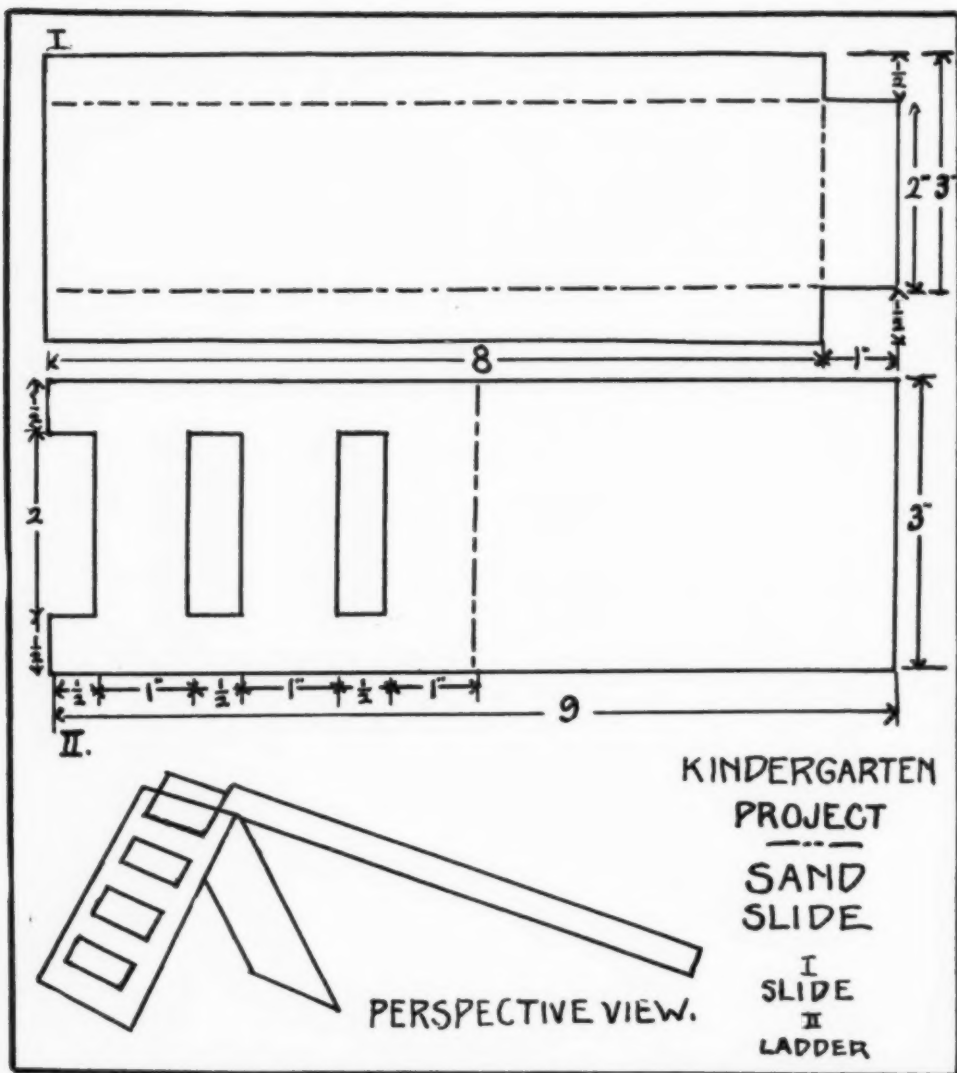 I
½
2"
3"
½
8
1"
½
2
½
3"
½
1"
½
1"
½
1"
9
II.
KINDERGARTEN
PROJECT
SAND
SLIDE
I
SLIDE
II
LADDER
PERSPECTIVE VIEW.